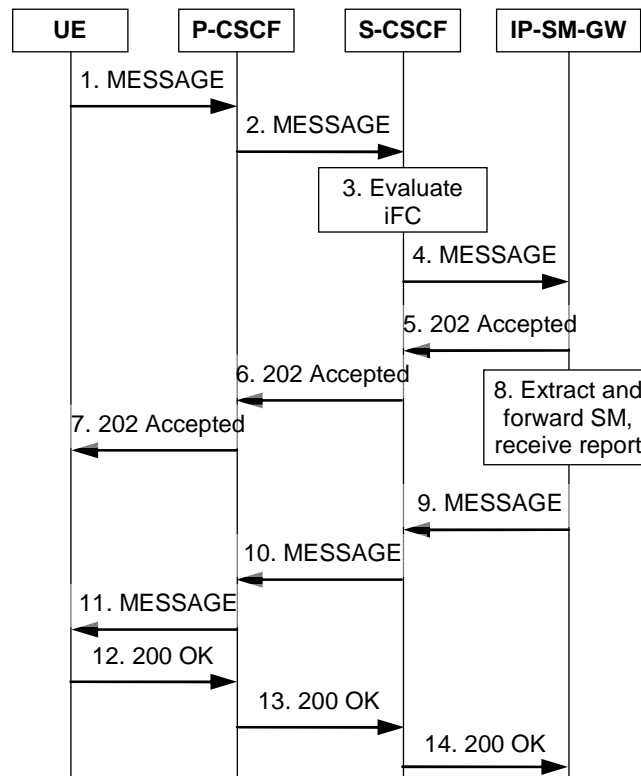 UE
P-CSCF
S-CSCF
IP-SM-GW
1. MESSAGE
2. MESSAGE
3. Evaluate
iFC
4. MESSAGE
5. 202 Accepted
6. 202 Accepted
7. 202 Accepted
8. Extract and
forward SM,
receive report
9. MESSAGE
10. MESSAGE
11. MESSAGE
12. 200 OK
13. 200 OK
14. 200 OK